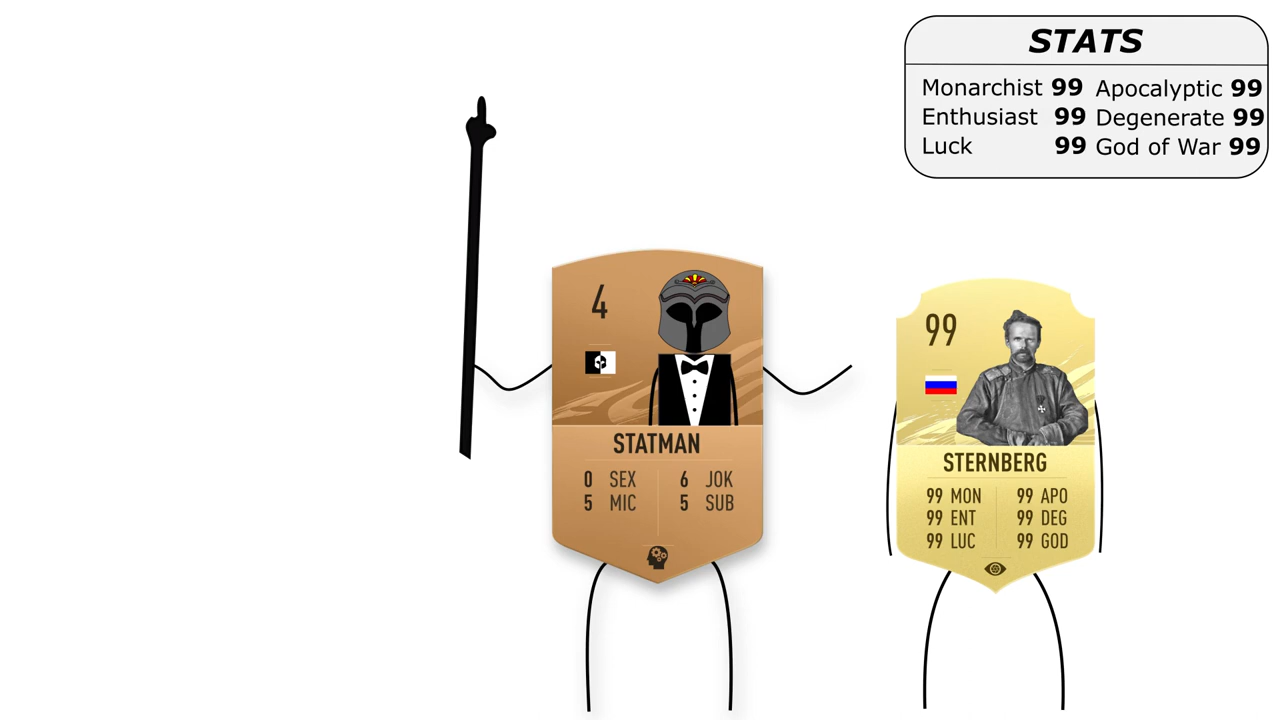 STATS
Monarchist 99 Apocalyptic 99
Enthusiast 99 Degenerate 99
Luck 99 God of War 99
4
STATMAN
0 SEX 6 JOK
5 MIC 5 SUB
99
STERNBERG
99 MON 99 APO
99 ENT 99 DEG
99 LUC 99 GOD